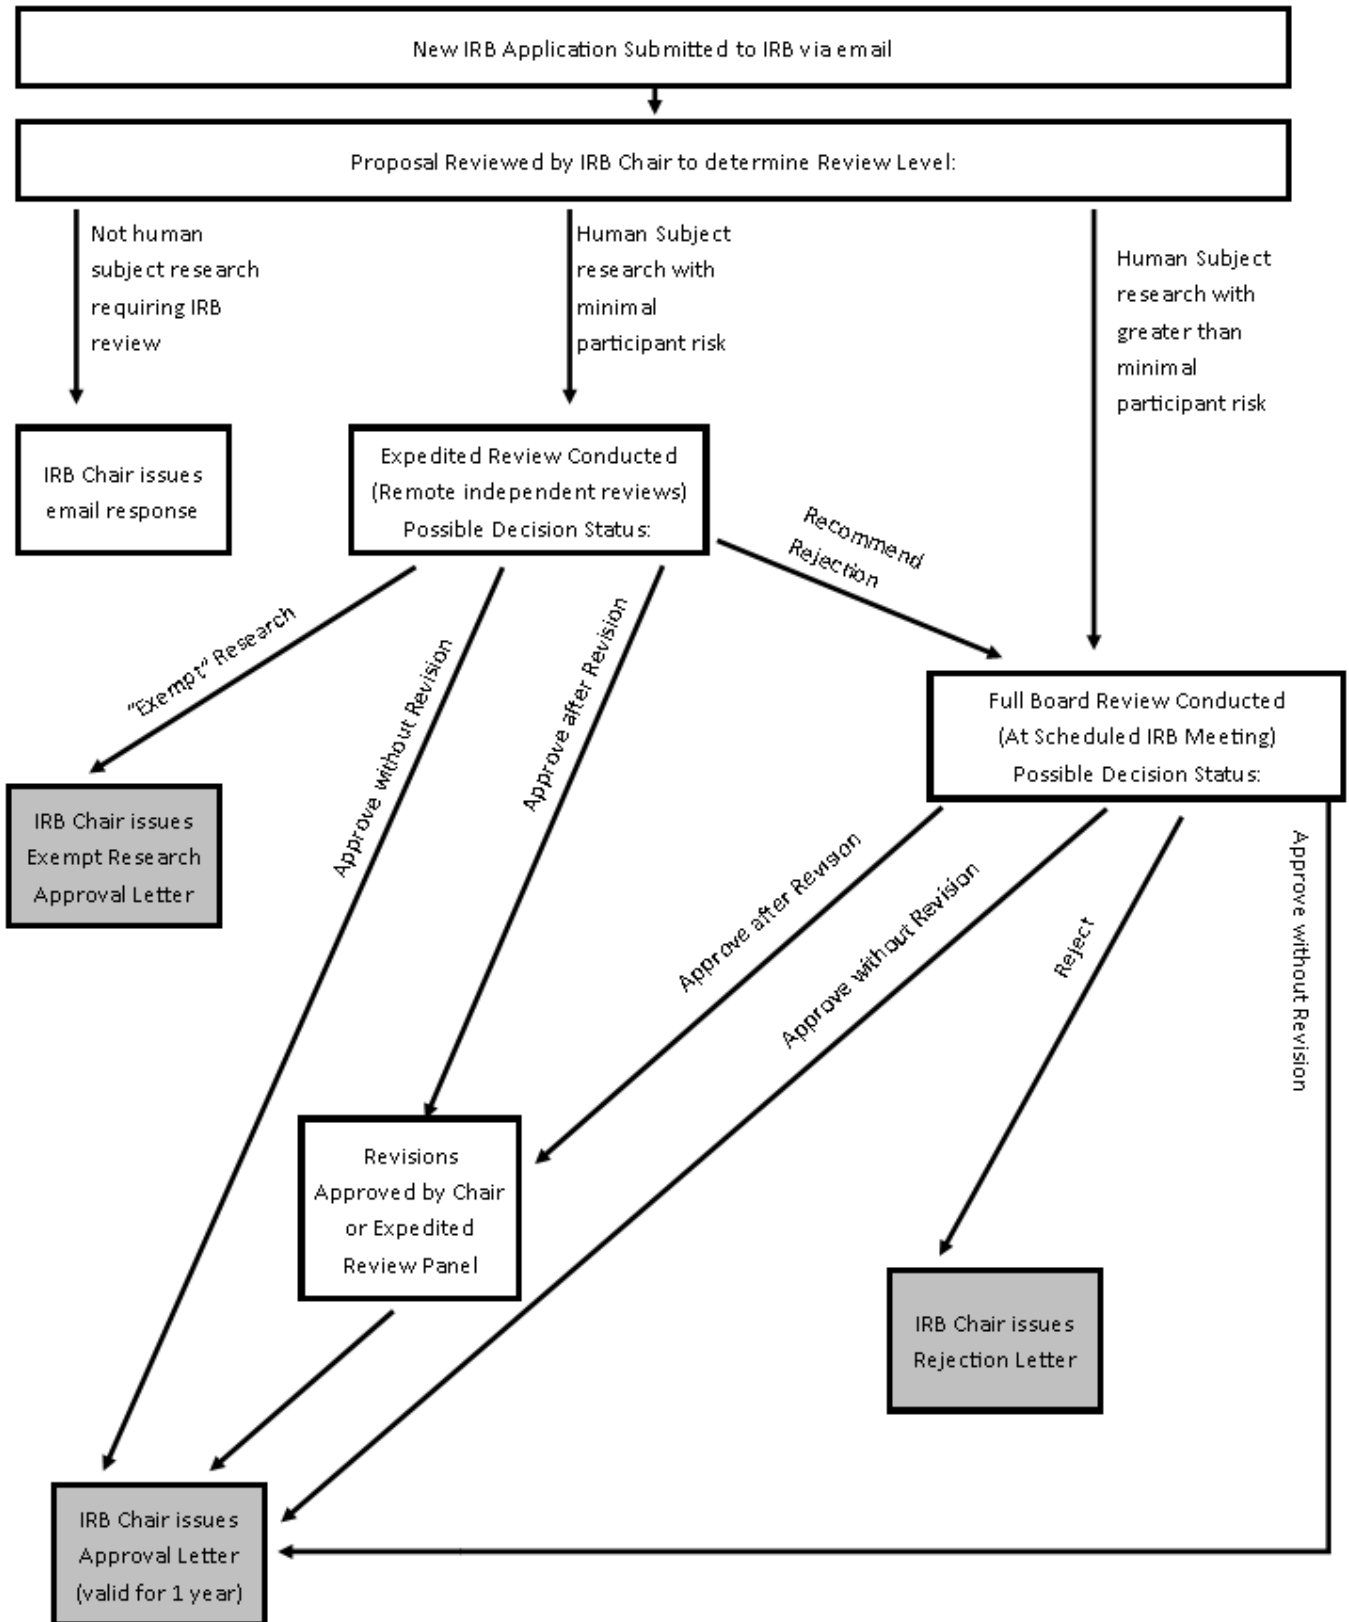 New IRB Application Submitted to IRB via email
Proposal Reviewed by IRB Chair to determine Review Level:
Not human
subject research
requiring IRB
review
Human Subject
research with
minimal
participant risk
Human Subject
research with
greater than
minimal
participant risk
IRB Chair issues
email response
Expedited Review Conducted
(Remote independent reviews)
Possible Decision Status:
Recommend
Rejection
"Exempt" Research
Approve without Revision
Approve after Revision
Full Board Review Conducted
(At Scheduled IRB Meeting)
Possible Decision Status:
IRB Chair issues
Exempt Research
Approval Letter
Approve after Revision
Approve without Revision
Reject
Approve without Revision
Revisions
Approved by Chair
or Expedited
Review Panel
IRB Chair issues
Rejection Letter
IRB Chair issues
Approval Letter
(valid for 1 year)